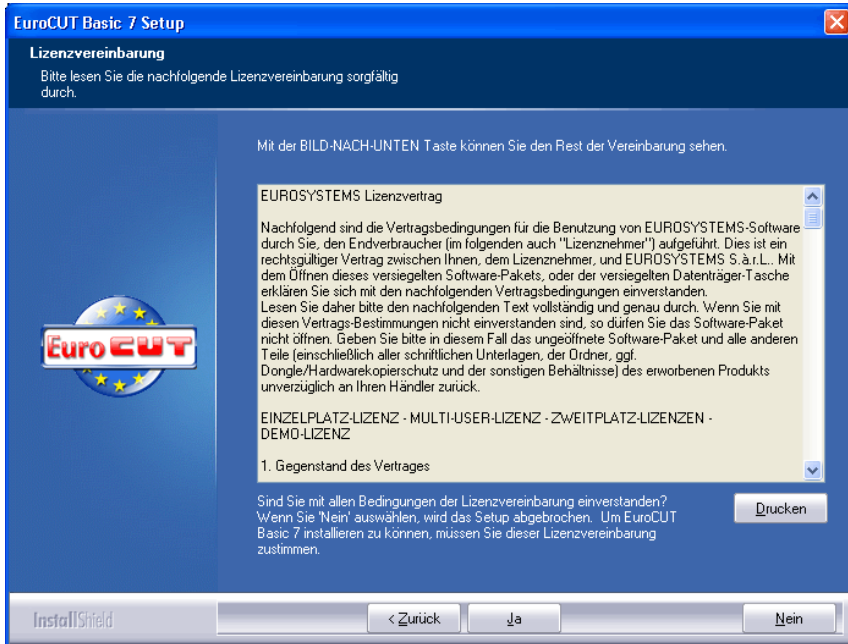 EuroCUT Basic 7 Setup
Lizenzvereinbarung
Bitte lesen Sie die nachfolgende Lizenzvereinbarung sorgfältig
durch.
Mit der BILD-NACH-UNTEN Taste können Sie den Rest der Vereinbarung sehen.
EUROSYSTEMS Lizenzvertrag
Nachfolgend sind die Vertragsbedingungen für die Benutzung von EUROSYSTEMS-Software
durch Sie, den Endverbraucher (im folgenden auch "Lizenznehmer") aufgeführt. Dies ist ein
rechtsgültiger Vertrag zwischen Ihnen, dem Lizenznehmer, und EUROSYSTEMS S.à.r.L.. Mit
dem Öffnen dieses versiegelten Software-Pakets, oder der versiegelten Datenträger-Tasche
erklären Sie sich mit den nachfolgenden Vertragsbedingungen einverstanden.
Lesen Sie daher bitte den nachfolgenden Text vollständig und genau durch. Wenn Sie mit
diesen Vertrags-Bestimmungen nicht einverstanden sind, so dürfen Sie das Software-Paket
nicht öffnen. Geben Sie bitte in diesem Fall das ungeöffnete Software-Paket und alle anderen
Teile (einschließlich aller schriftlichen Unterlagen, der Ordner, ggf.
Dongle/Hardwarekopierschutz und der sonstigen Behältnisse) des erworbenen Produkts
unverzüglich an Ihren Händler zurück.
EINZELPLATZ-LIZENZ - MULTI-USER-LIZENZ - ZWEITPLATZ-LIZENZEN -
DEMO-LIZENZ
1. Gegenstand des Vertrages
Euro CUT
Sind Sie mit allen Bedingungen der Lizenzvereinbarung einverstanden?
Wenn Sie 'Nein' auswählen, wird das Setup abgebrochen. Um EuroCUT
Basic 7 installieren zu können, müssen Sie dieser Lizenzvereinbarung
zustimmen.
Drucken
InstallShield
< Zurück
Ja
Nein